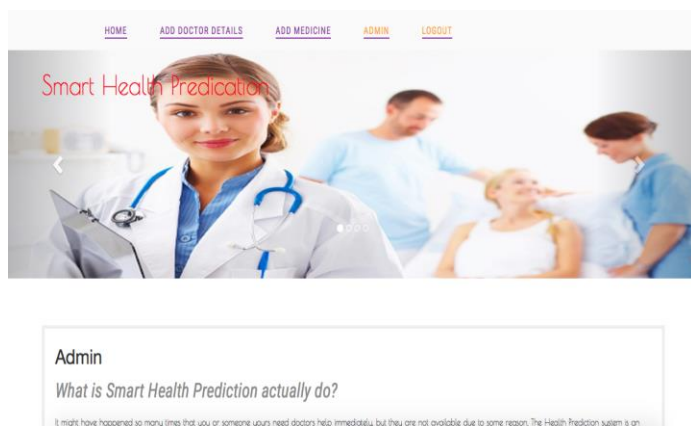 HOME ADD DOCTOR DETAILS ADD MEDICINE ADMIN LOGOUT
Smart Health Predication
Admin
What is Smart Health Prediction actually do?
It might have happened so many times that you or someone yours need doctors help immediately, but they are not available due to some reason. The Health Prediction system is an